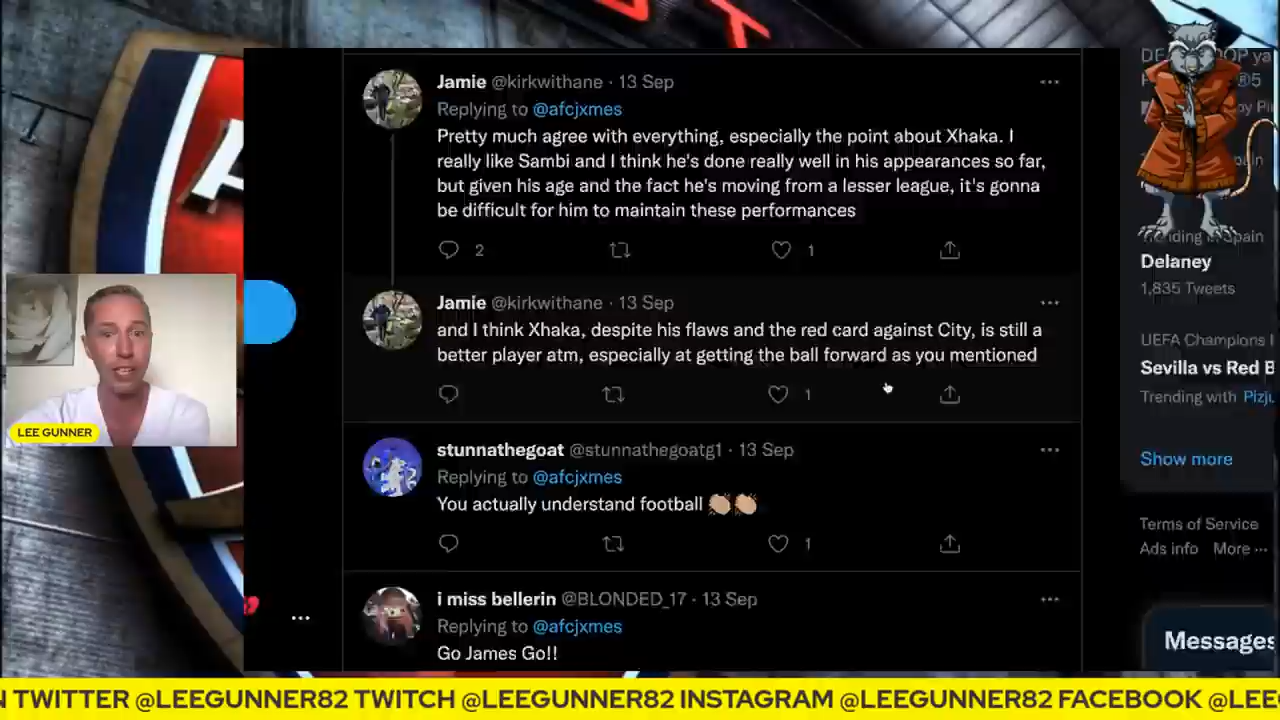 Jamie @kirkwithane · 13 Sep
Replying to @afcjxmes
Pretty much agree with everything, especially the point about Xhaka. I
really like Sambi and I think he's done really well in his appearances so far,
but given his age and the fact he's moving from a lesser league, it's gonna
be difficult for him to maintain these performances
2
1
Jamie @kirkwithane · 13 Sep
and I think Xhaka, despite his flaws and the red card against City, is still a
better player atm, especially at getting the ball forward as you mentioned
1
stunnathegoat @stunnathegoatg1 · 13 Sep
Replying to @afcjxmes
You actually understand football 👏🏼👏🏼
1
i miss bellerin @BLONDED_17 · 13 Sep
Replying to @afcjxmes
Go James Go!!
Delaney
1,835 Tweets
UEFA Champions
Sevilla vs Red B
Trending with Pizju
Show more
Terms of Service
Ads info More ···
Messages
LEE GUNNER
N TWITTER @LEEGUNNER82 TWITCH @LEEGUNNER82 INSTAGRAM @LEEGUNNER82 FACEBOOK @LEE